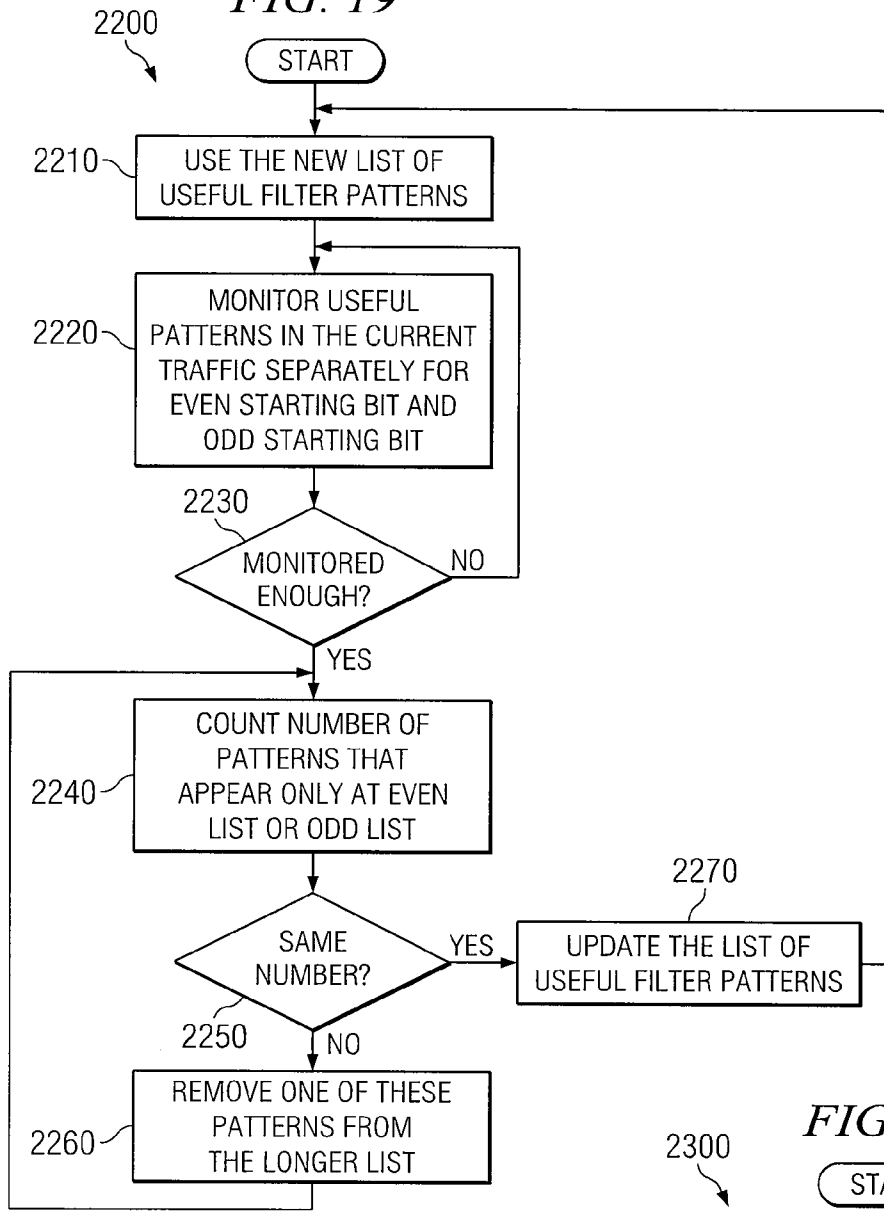 FIG. 19
2200
START
2210
USE THE NEW LIST OF
USEFUL FILTER PATTERNS
2220
MONITOR USEFUL
PATTERNS IN THE CURRENT
TRAFFIC SEPARATELY FOR
EVEN STARTING BIT AND
ODD STARTING BIT
2230
MONITORED
ENOUGH?
NO
YES
2240
COUNT NUMBER OF
PATTERNS THAT
APPEAR ONLY AT EVEN
LIST OR ODD LIST
2250
SAME
NUMBER?
YES
NO
2270
UPDATE THE LIST OF
USEFUL FILTER PATTERNS
2260
REMOVE ONE OF THESE
PATTERNS FROM
THE LONGER LIST
2300
FIG
STA